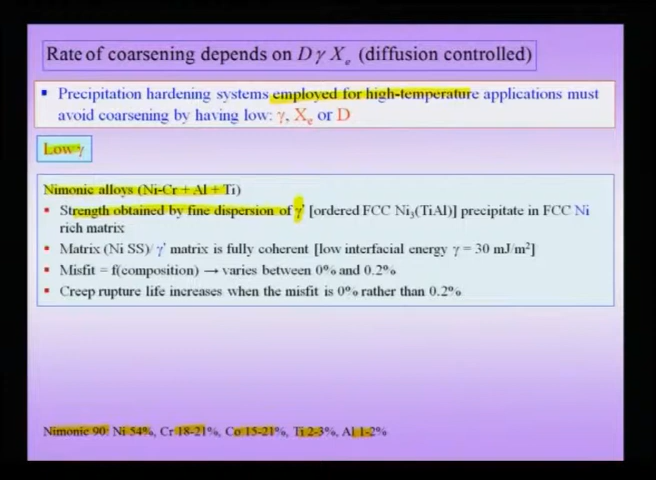 Rate of coarsening depends on D γ Xe (diffusion controlled)
▪ Precipitation hardening systems employed for high-temperature applications must
avoid coarsening by having low: γ, Xe or D
Low γ
Nimonic alloys (Ni-Cr + Al + Ti)
▪ Strength obtained by fine dispersion of γ' [ordered FCC Ni3(TiAl)] precipitate in FCC Ni
rich matrix
▪ Matrix (Ni SS)/ γ' matrix is fully coherent [low interfacial energy γ = 30 mJ/m²]
▪ Misfit = f(composition) → varies between 0% and 0.2%
▪ Creep rupture life increases when the misfit is 0% rather than 0.2%
Nimonic 90: Ni 54%, Cr 18-21%, Co 15-21%, Ti 2-3%, Al 1-2%